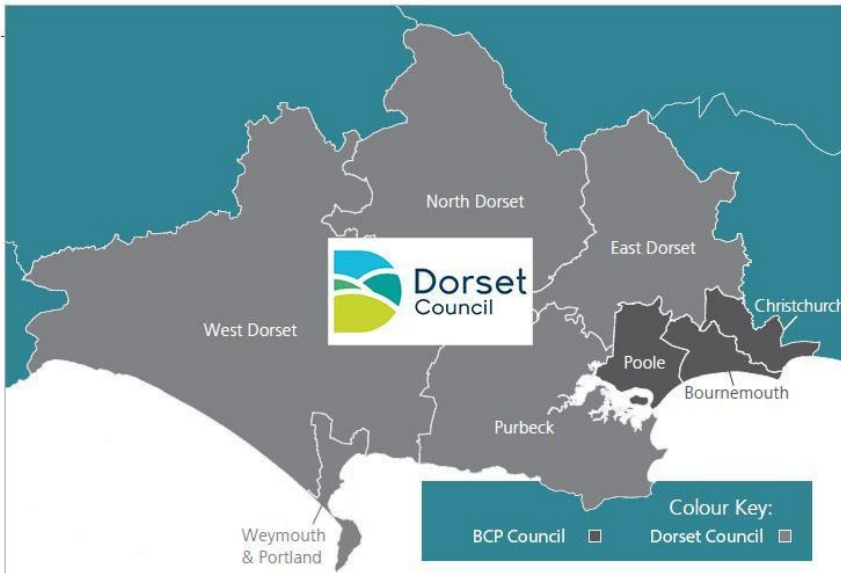 North Dorset
East Dorset
Dorset
Council
Christchurch
West Dorset
Poole
Bournemouth
Purbeck
Weymouth
& Portland
Colour Key:
BCP Council
Dorset Council